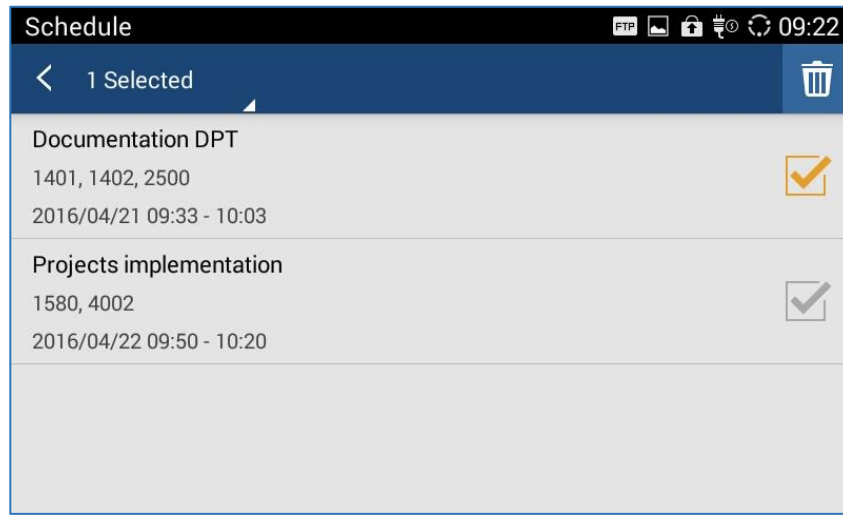 Schedule
FTP 09:22
1 Selected
Documentation DPT
1401, 1402, 2500
2016/04/21 09:33 - 10:03
Projects implementation
1580, 4002
2016/04/22 09:50 - 10:20